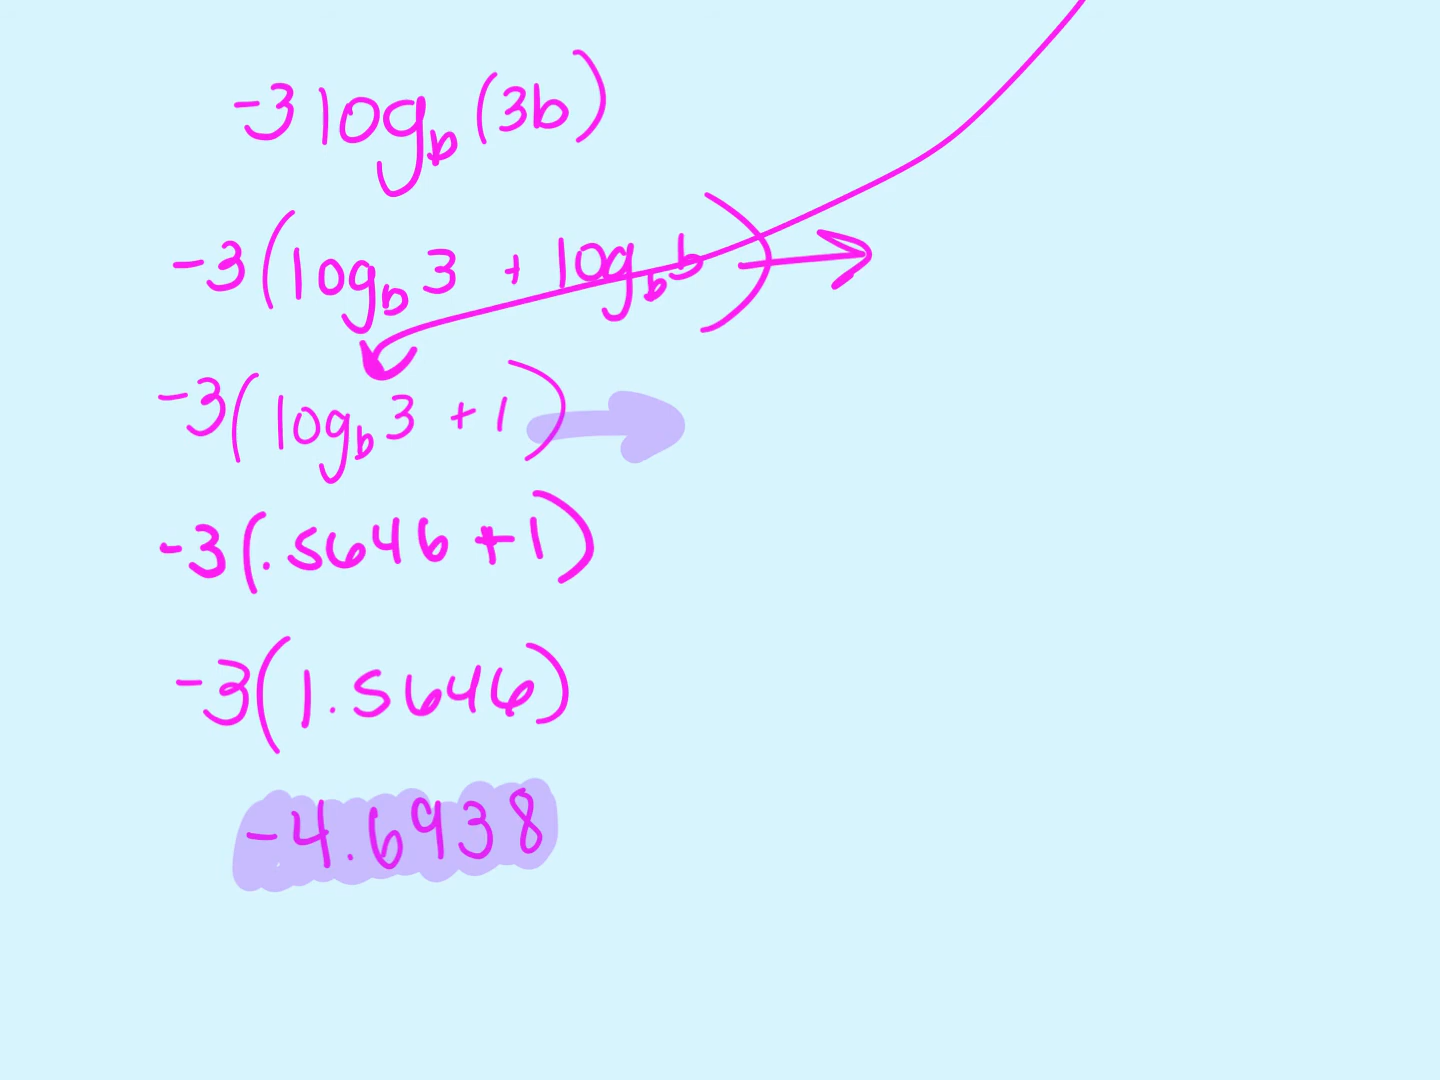 -3 log_b (3b)
-3 (log_b 3 + log_b b)
-3 (log_b 3 + 1)
-3 (.5646 + 1)
-3 (1.5646)
-4.6938